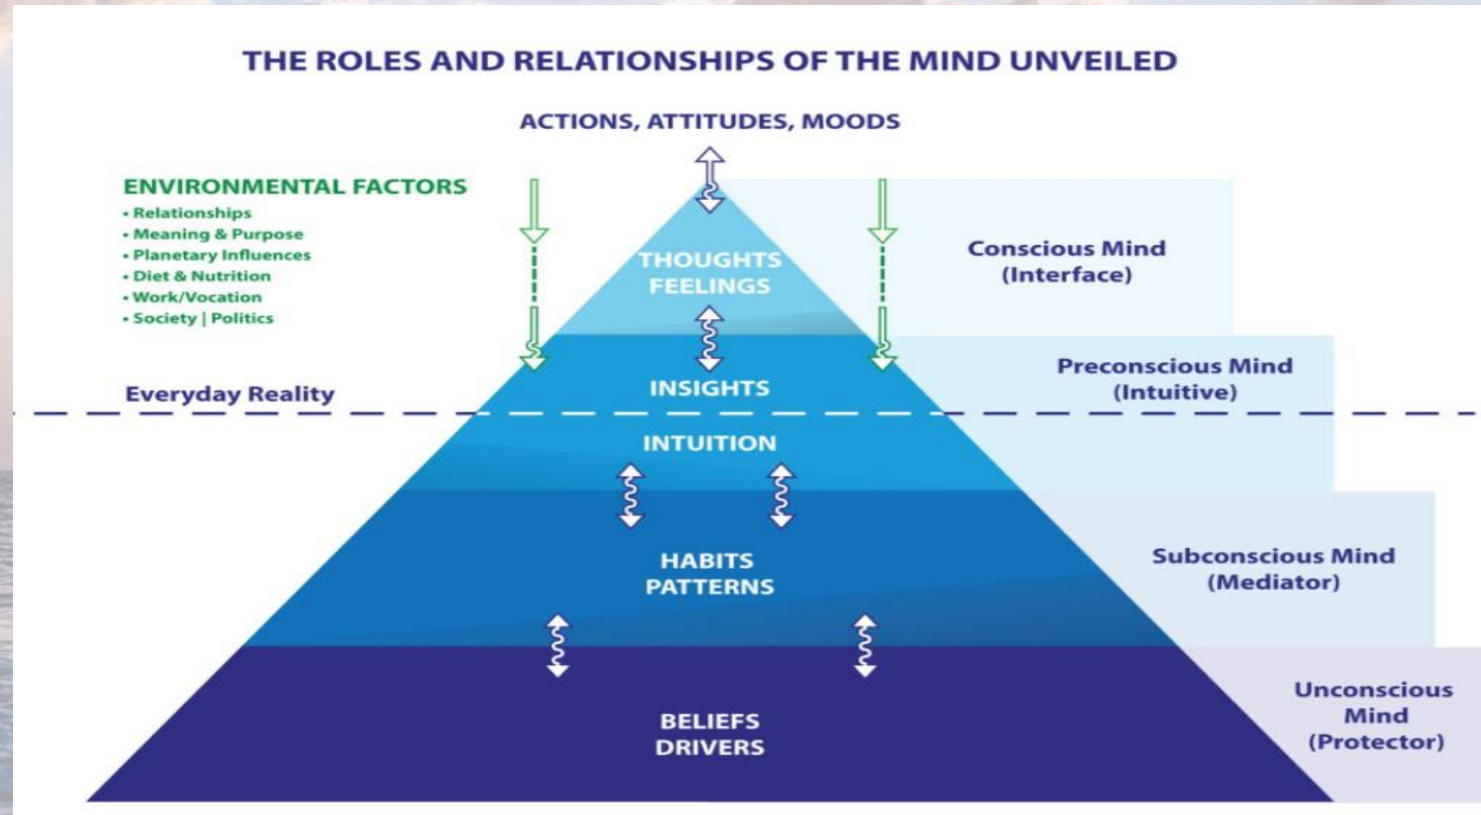 THE ROLES AND RELATIONSHIPS OF THE MIND UNVEILED
ACTIONS, ATTITUDES, MOODS
ENVIRONMENTAL FACTORS
• Relationships
• Meaning & Purpose
• Planetary Influences
• Diet & Nutrition
• Work/Vocation
• Society | Politics
Everyday Reality
THOUGHTS
FEELINGS
INSIGHTS
INTUITION
HABITS
PATTERNS
BELIEFS
DRIVERS
Conscious Mind
(Interface)
Preconscious Mind
(Intuitive)
Subconscious Mind
(Mediator)
Unconscious
Mind
(Protector)